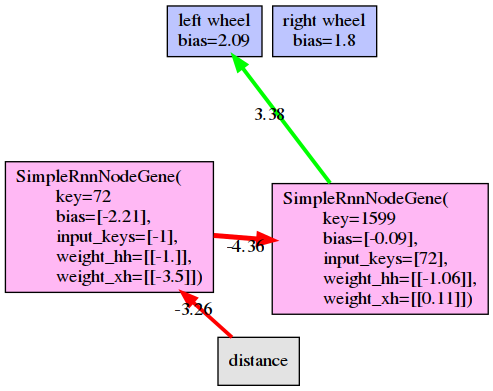 left wheel
bias=2.09
right wheel
bias=1.8
3.38
SimpleRnnNodeGene(
key=72
bias=[-2.21],
input_keys=[-1],
weight_hh=[[-1.]],
weight_xh=[[-3.5]])
-4.36
SimpleRnnNodeGene(
key=1599
bias=[-0.09],
input_keys=[72],
weight_hh=[[-1.06]],
weight_xh=[[0.11]])
-3.26
distance